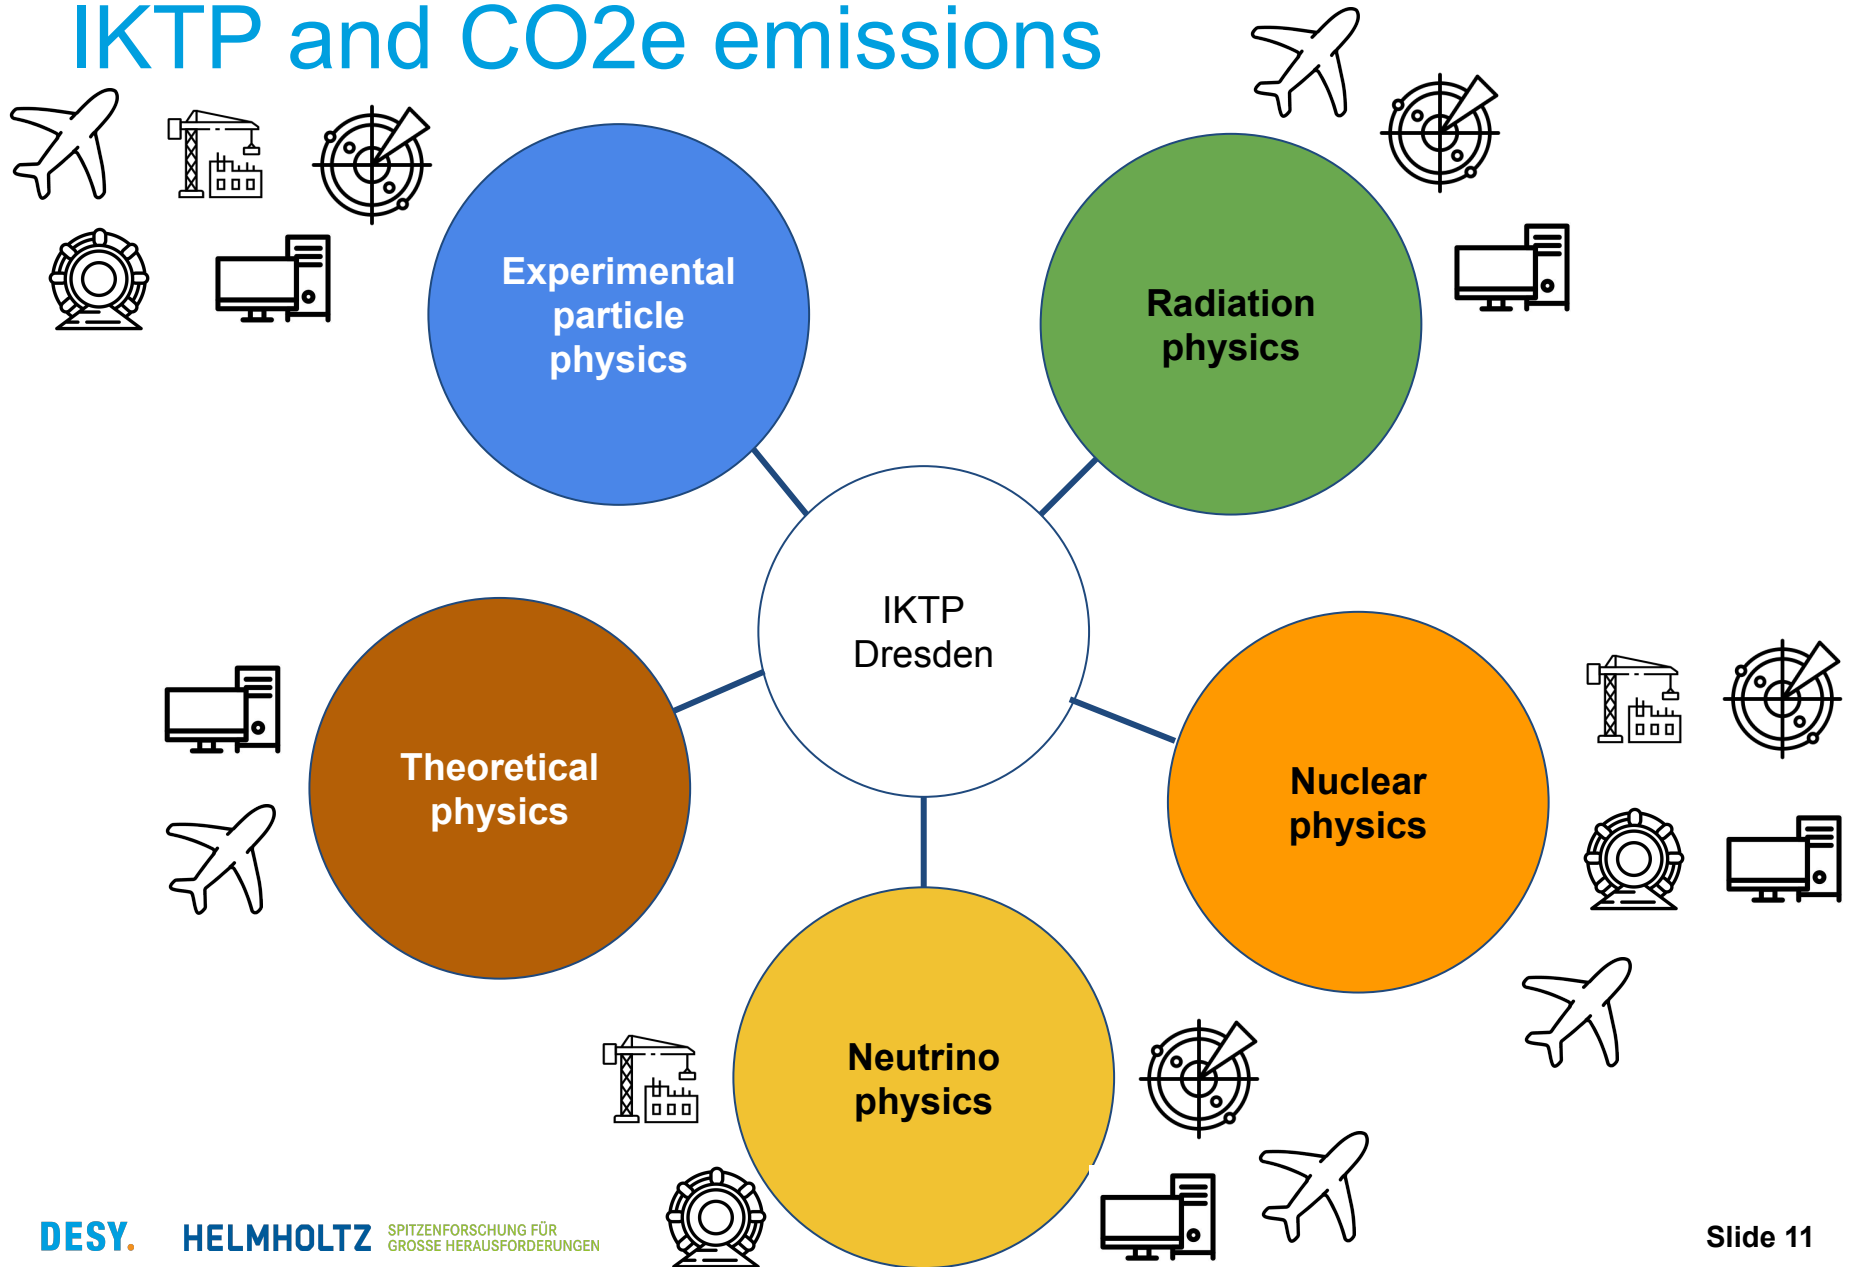 IKTP and CO2e emissions
Experimental
particle
physics
Radiation
physics
IKTP
Dresden
Theoretical
physics
Nuclear
physics
Neutrino
physics
DESY.
HELMHOLTZ
SPITZENFORSCHUNG FÜR
GROSSE HERAUSFORDERUNGEN
Slide 11